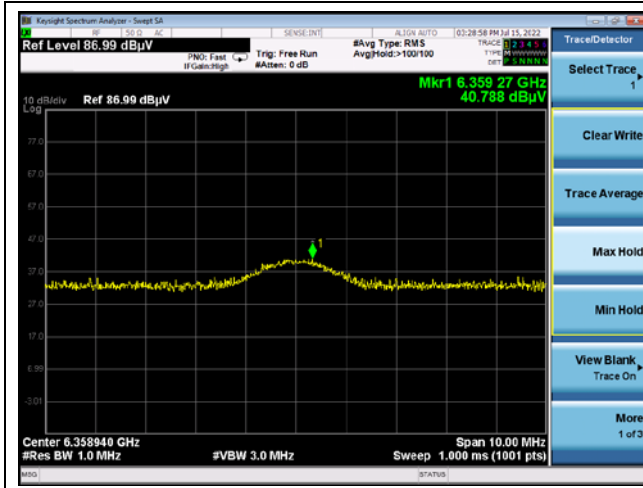 Keysight Spectrum Analyzer - Swept SA
RF 50 Ω AC SENSE:INT ALIGN AUTO 03:28:58 PM Jul 15, 2022
Ref Level 86.99 dBµV
PNO: Fast
IFGain:High
Trig: Free Run
#Atten: 0 dB
#Avg Type: RMS
Avg|Hold:>100/100
TRACE 1 2 3 4 5 6
TYPE M
DET P S N N N N
Mkr1 6.359 27 GHz
40.788 dBµV
10 dB/div Ref 86.99 dBµV
Log
77.0
67.0
57.0
47.0
37.0
27.0
17.0
6.99
-3.01
1
Center 6.358940 GHz
Span 10.00 MHz
#Res BW 1.0 MHz
#VBW 3.0 MHz
Sweep 1.000 ms (1001 pts)
MSG STATUS
Trace/Detector
Select Trace
1
Clear Write
Trace Average
Max Hold
Min Hold
View Blank
Trace On
More
1 of 3